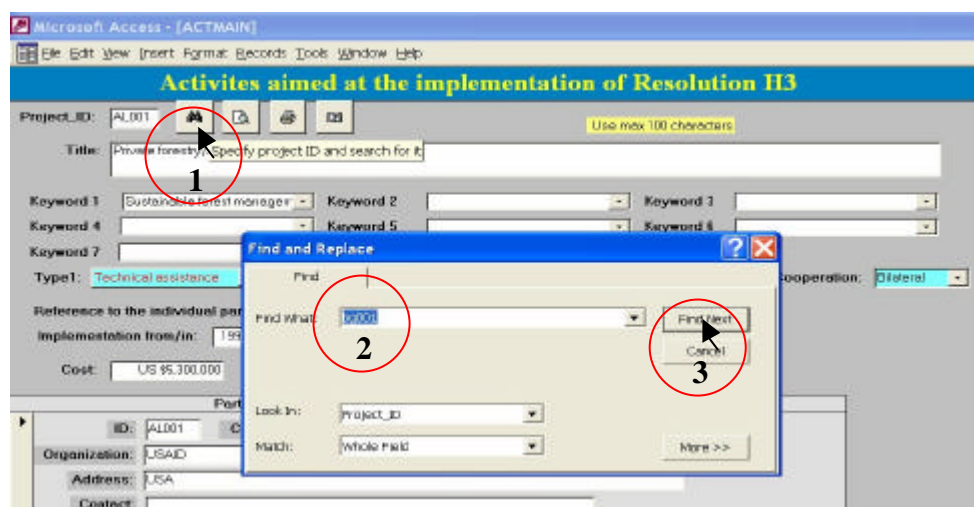 Microsoft Access - [ACTMAIN]
File Edit View Insert Format Records Tools Window Help
Activites aimed at the implementation of Resolution H3
Project_ID: AL001 Use max 100 characters
Title: Private forestry, Specify project ID and search for it
1
Keyword 1 Sustainable forest managem Keyword 2 Keyword 3
Keyword 4 Keyword 5 Keyword 6
Keyword 7
Find and Replace
Type1: Technical assistance Cooperation: Bilateral
Find
Reference to the individual par
Find What: Find Next
2
Implementation from/in: 199
Cancel
3
Cost: US $5.300.000
Part
Look In: Project_ID
ID: AL001 C
Match: Whole Field More >>
Organization: USAID
Address: USA
Contact